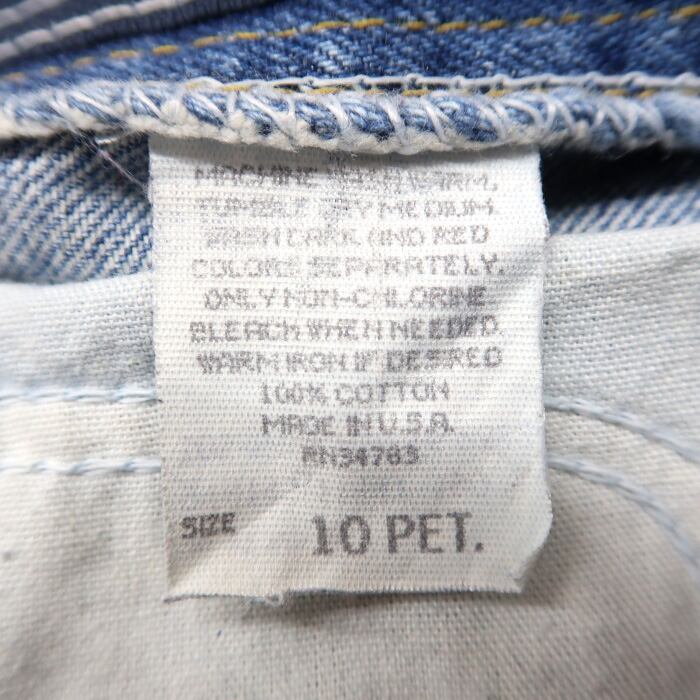 MACHINE WASH WARM,
TUMBLE DRY MEDIUM
WASH DARK AND RED
COLORS SEPARATELY.
ONLY NON-CHLORINE
BLEACH WHEN NEEDED.
WARM IRON IF DESIRED
100% COTTON
MADE IN U.S.A.
RN34763
SIZE 10 PET.